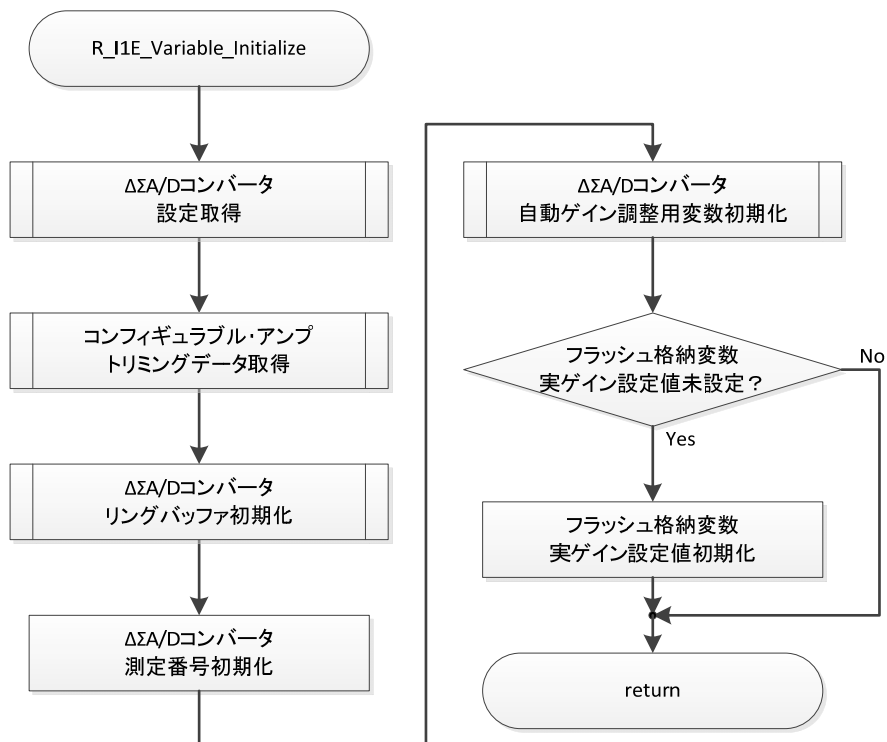 R_I1E_Variable_Initialize
ΔΣA/Dコンバータ
設定取得
コンフィギュラブル・アンプ
トリミングデータ取得
ΔΣA/Dコンバータ
リングバッファ初期化
ΔΣA/Dコンバータ
測定番号初期化
ΔΣA/Dコンバータ
自動ゲイン調整用変数初期化
フラッシュ格納変数
実ゲイン設定値未設定？
No
Yes
フラッシュ格納変数
実ゲイン設定値初期化
return